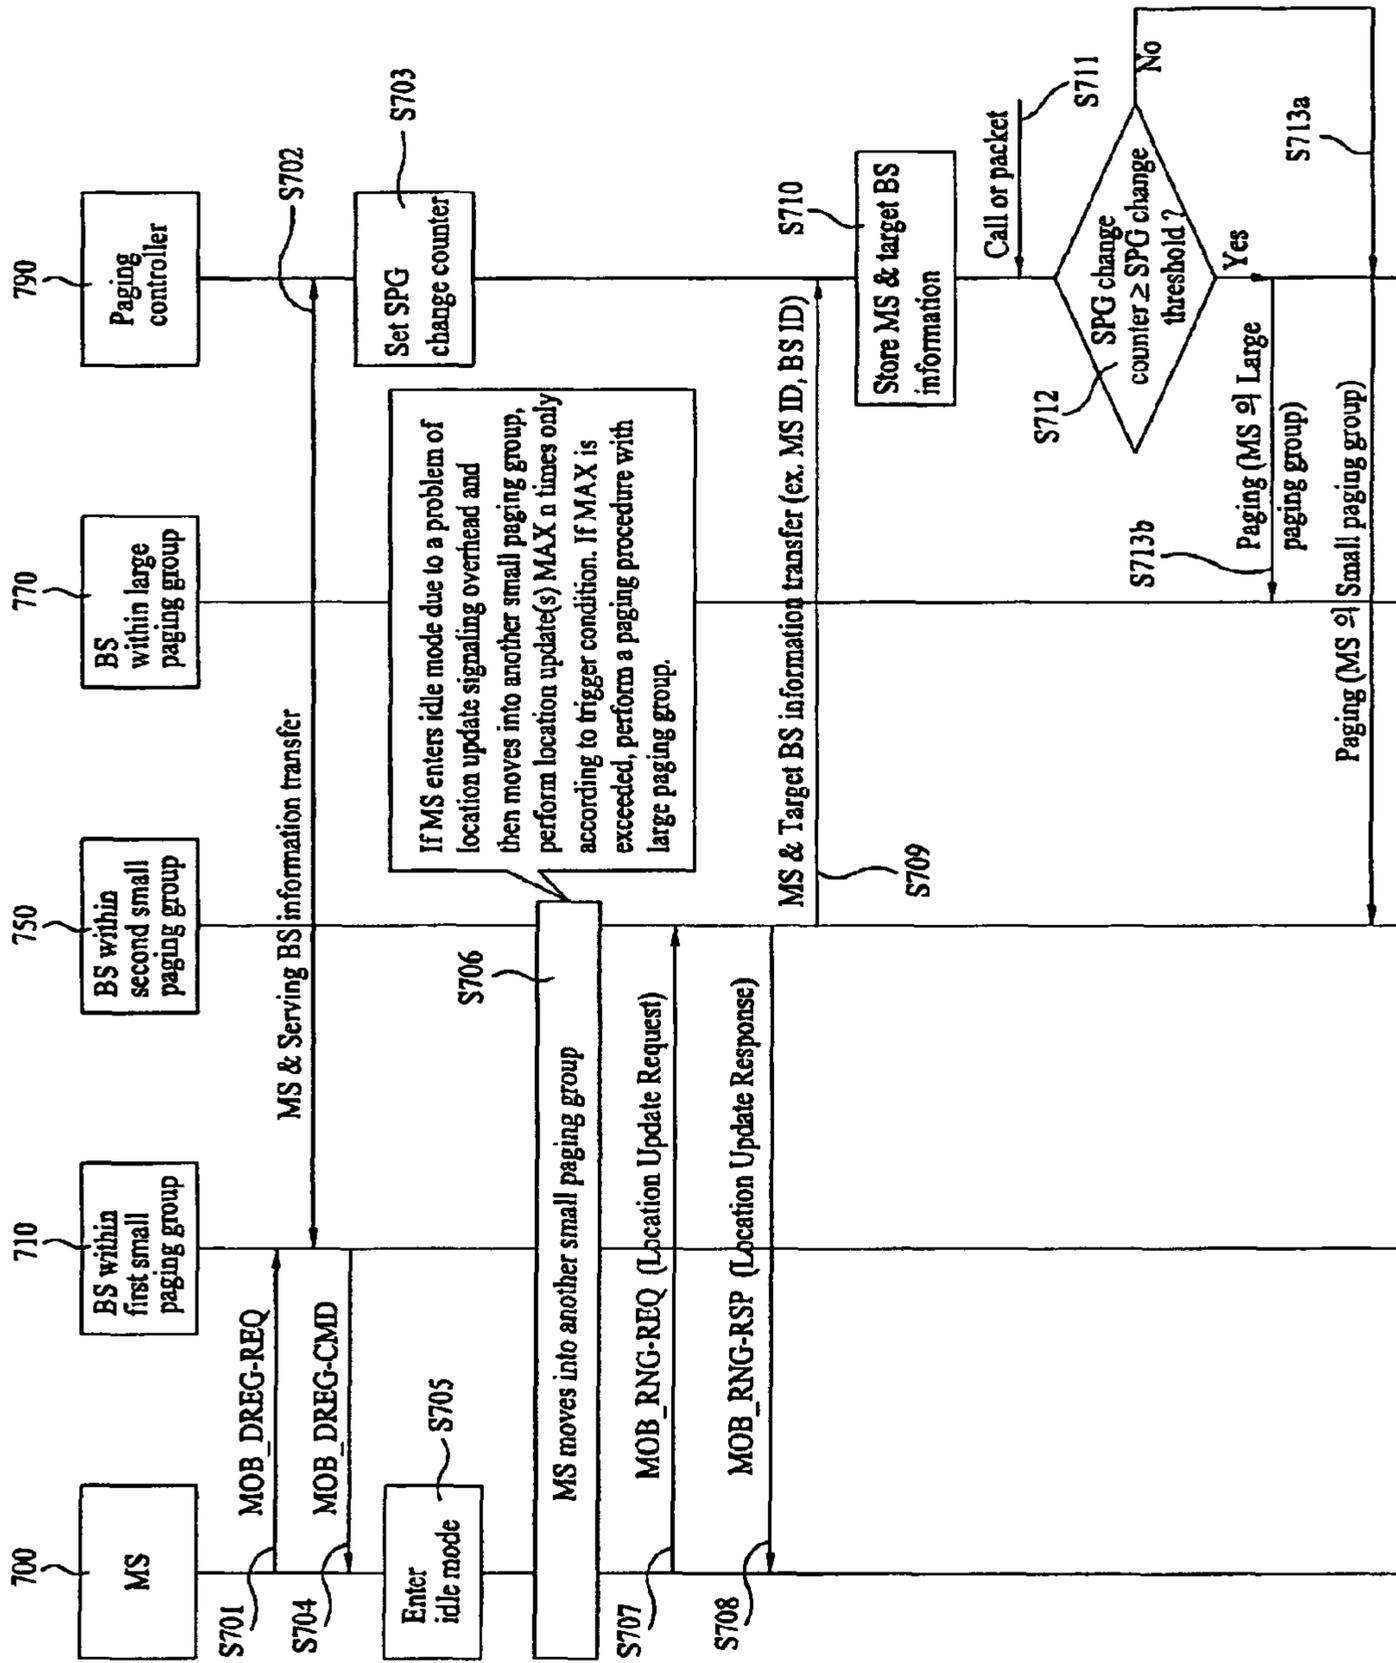 700
MS
710
BS within
first small
paging group
750
BS within
second small
paging group
770
BS
within large
paging group
790
Paging
controller
S701
MOB_DREG-REQ
MS & Serving BS information transfer
S702
S703
Set SPG
change counter
S704
MOB_DREG-CMD
S705
Enter
idle mode
If MS enters idle mode due to a problem of
location update signaling overhead and
then moves into another small paging group,
perform location update(s) MAX n times only
according to trigger condition. If MAX is
exceeded, perform a paging procedure with
large paging group.
S706
MS moves into another small paging group
S707
MOB_RNG-REQ (Location Update Request)
S708
MOB_RNG-RSP (Location Update Response)
MS & Target BS information transfer (ex. MS ID, BS ID)
S709
S710
Store MS & target BS
information
Call or packet
S711
S712
SPG change
counter ≥ SPG change
threshold ?
No
Yes
S713b
Paging (MS 의 Large
paging group)
S713a
Paging (MS 의 Small paging group)